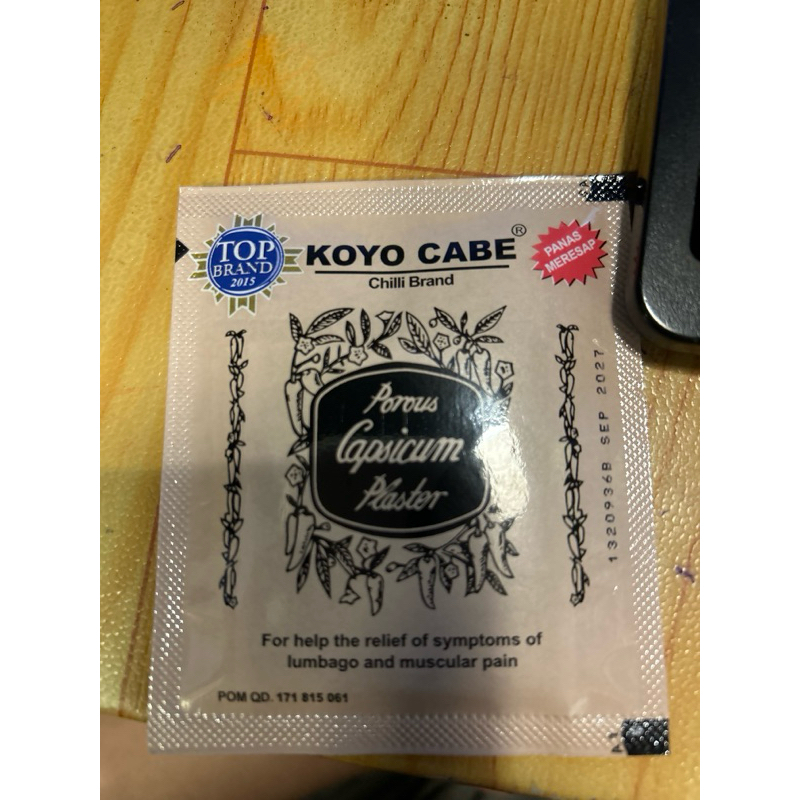 TOP
BRAND
2015
KOYO CABE®
Chilli Brand
PANAS
MERESAP
Porous
Capsicum
Plaster
1320936B SEP 2027
For help the relief of symptoms of
lumbago and muscular pain
POM QD. 171 815 061